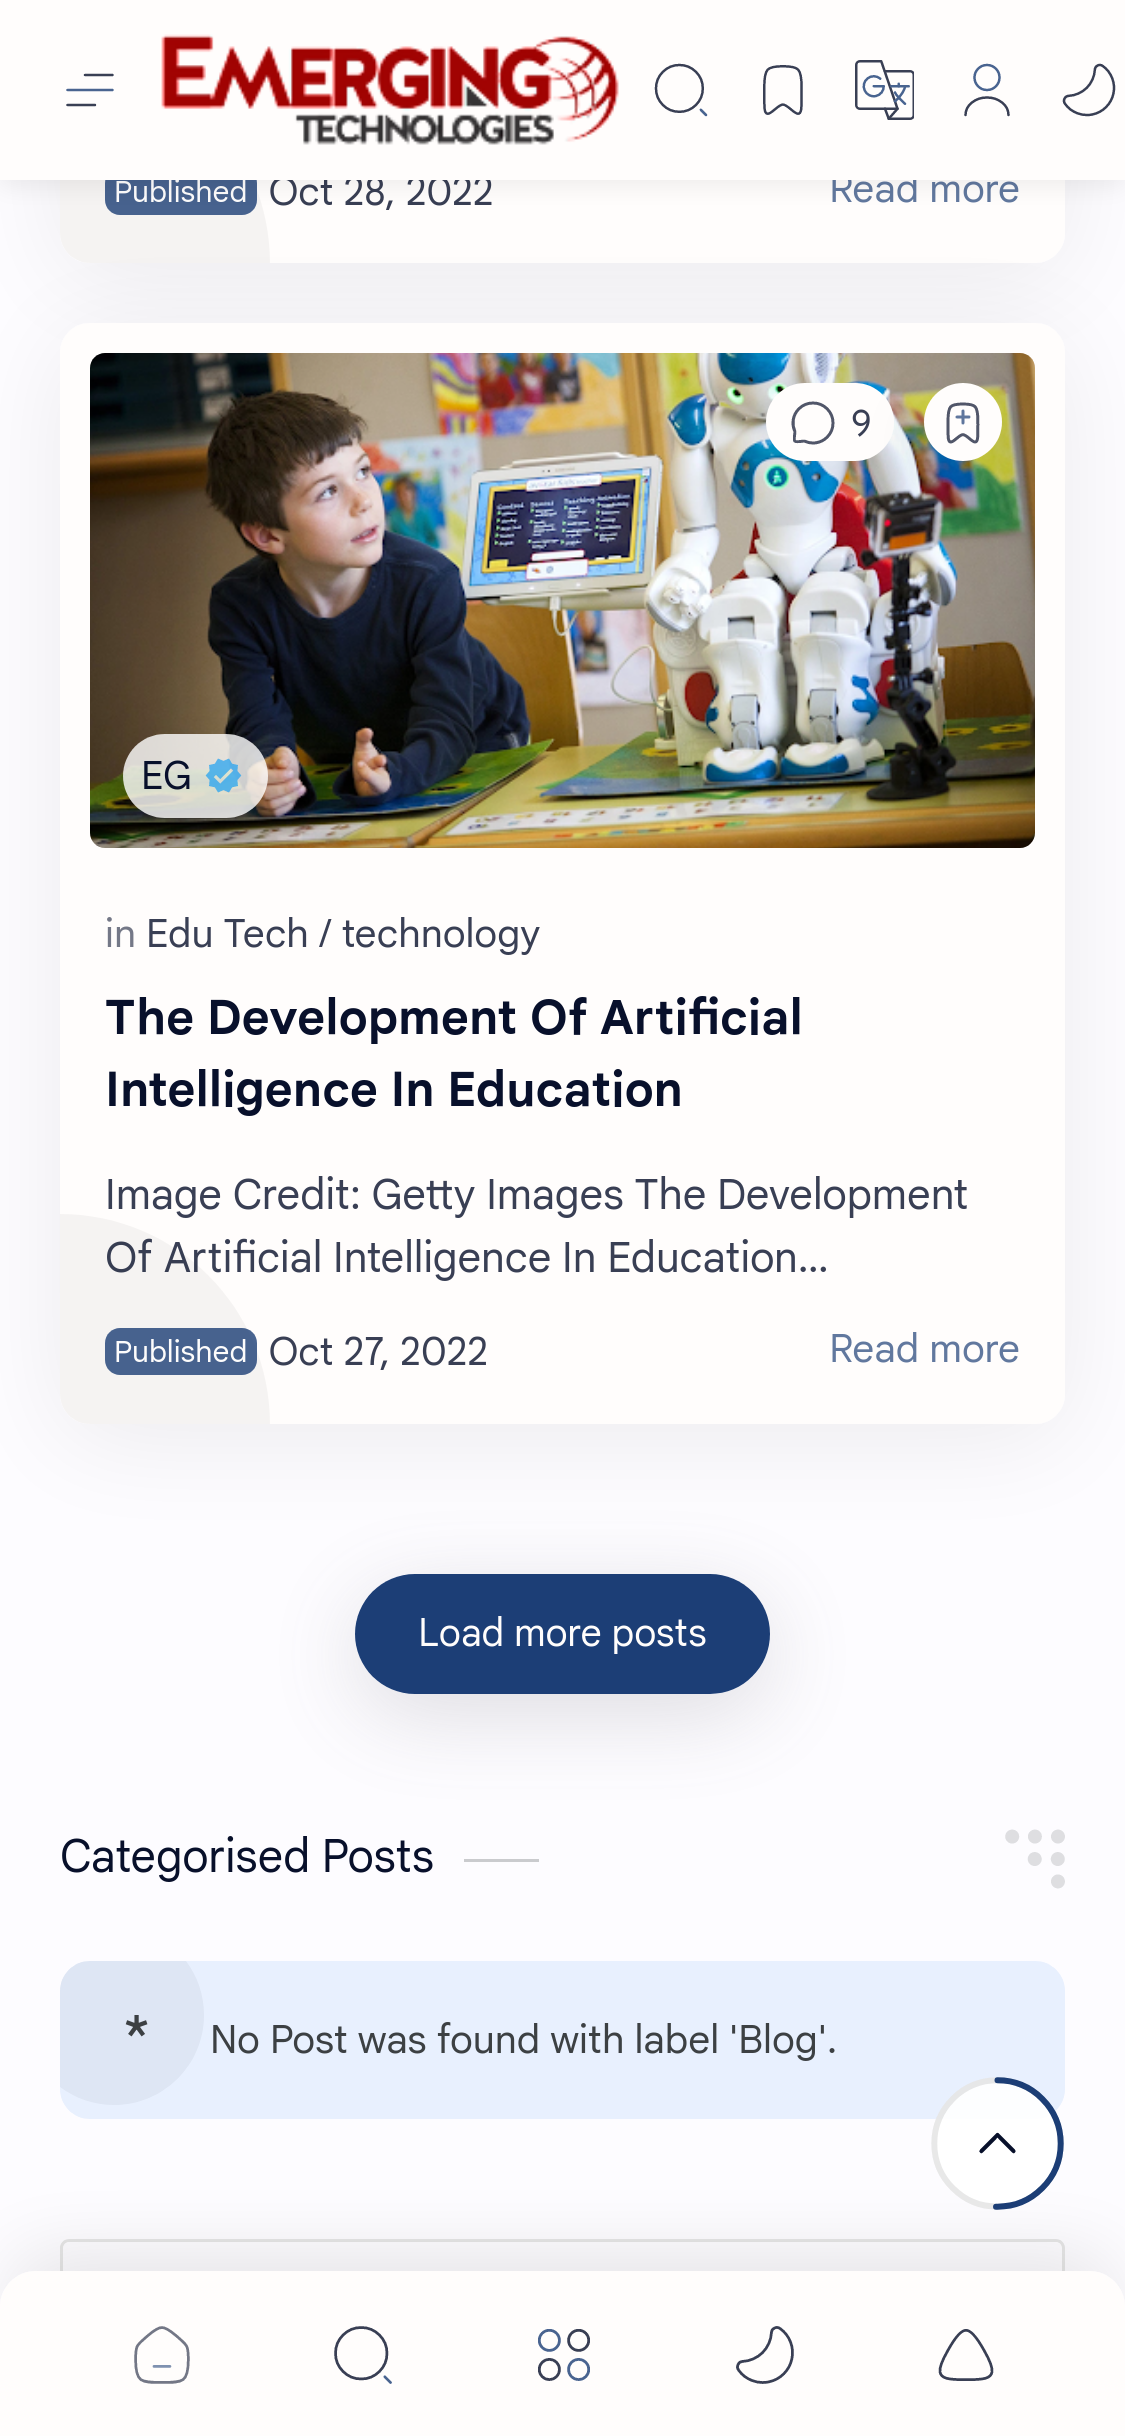 EMERGING
TECHNOLOGIES
Published Oct 28, 2022 Read more
9
EG
in Edu Tech / technology
The Development Of Artificial
Intelligence In Education
Image Credit: Getty Images The Development
Of Artificial Intelligence In Education...
Published Oct 27, 2022 Read more
Load more posts
Categorised Posts
* No Post was found with label 'Blog'.